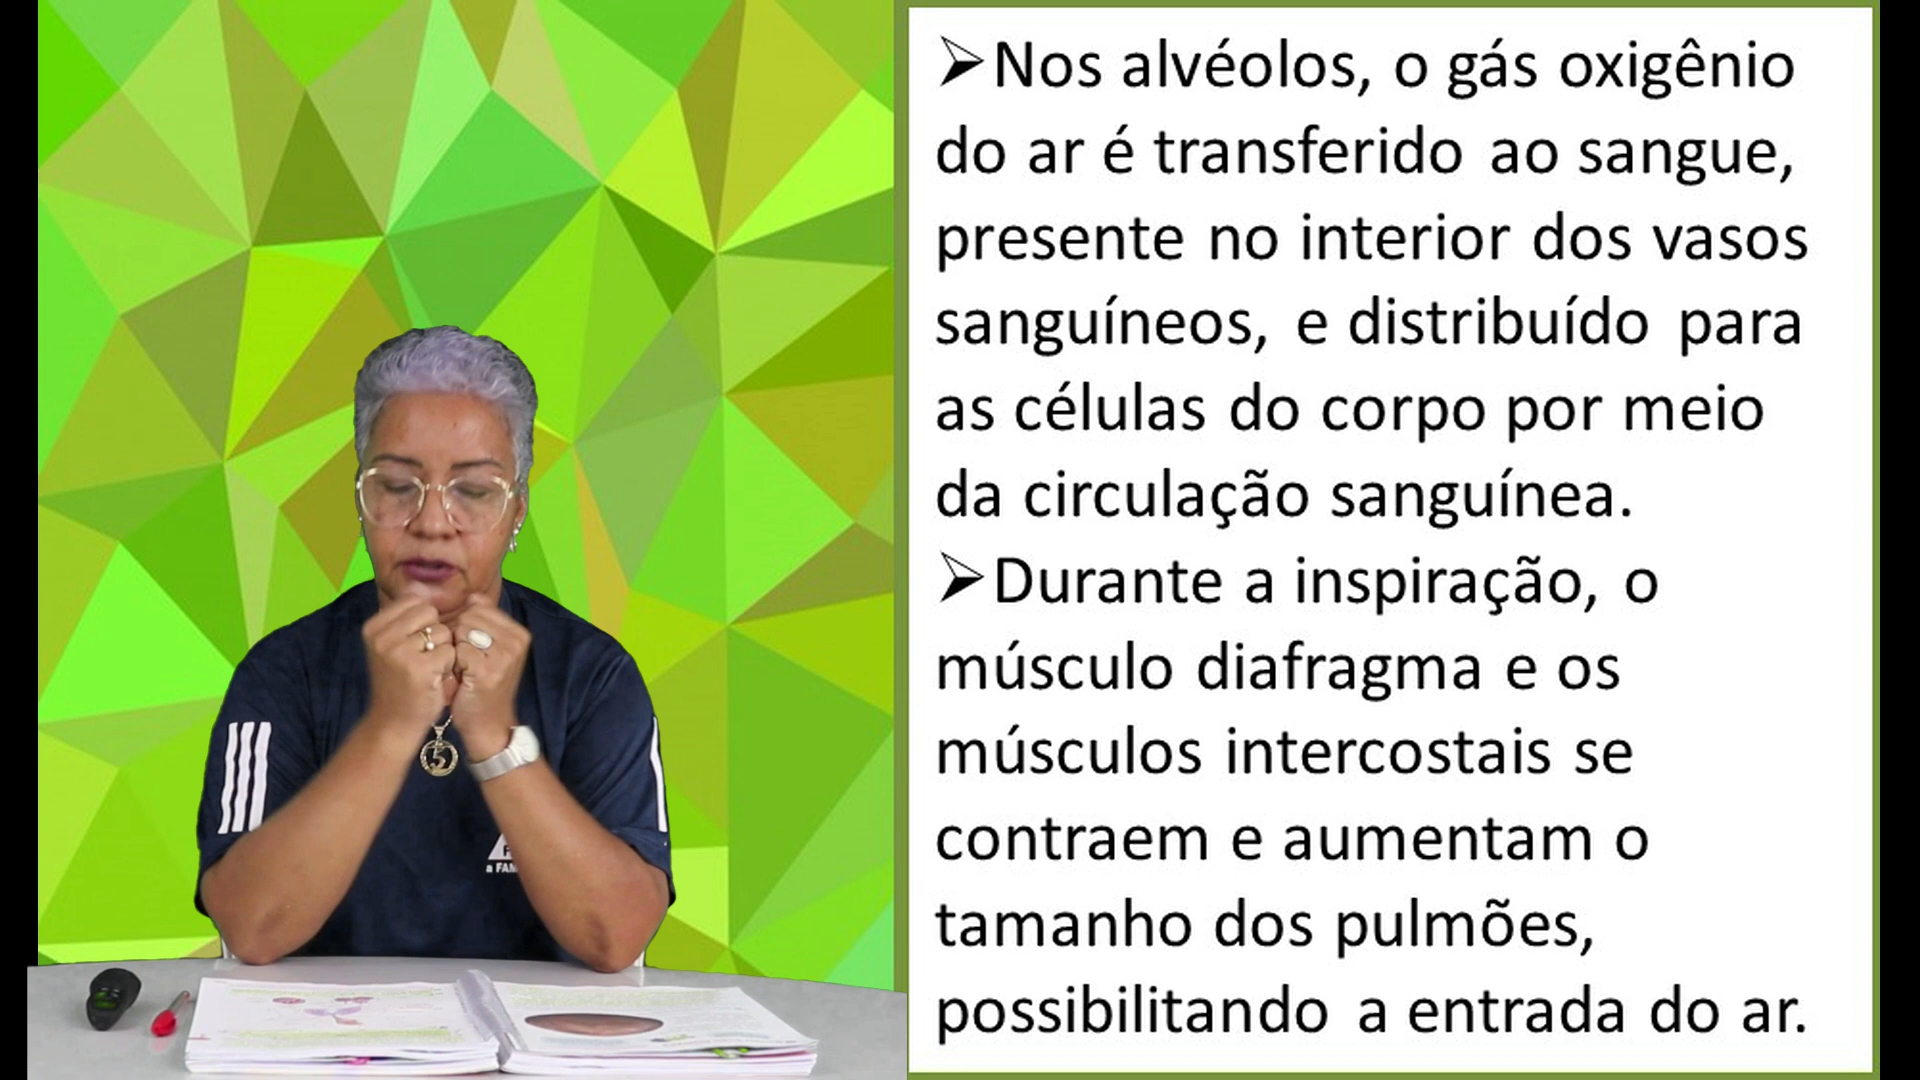 ➢Nos alvéolos, o gás oxigênio
do ar é transferido ao sangue,
presente no interior dos vasos
sanguíneos, e distribuído para
as células do corpo por meio
da circulação sanguínea.
➢Durante a inspiração, o
músculo diafragma e os
músculos intercostais se
contraem e aumentam o
tamanho dos pulmões,
possibilitando a entrada do ar.
5